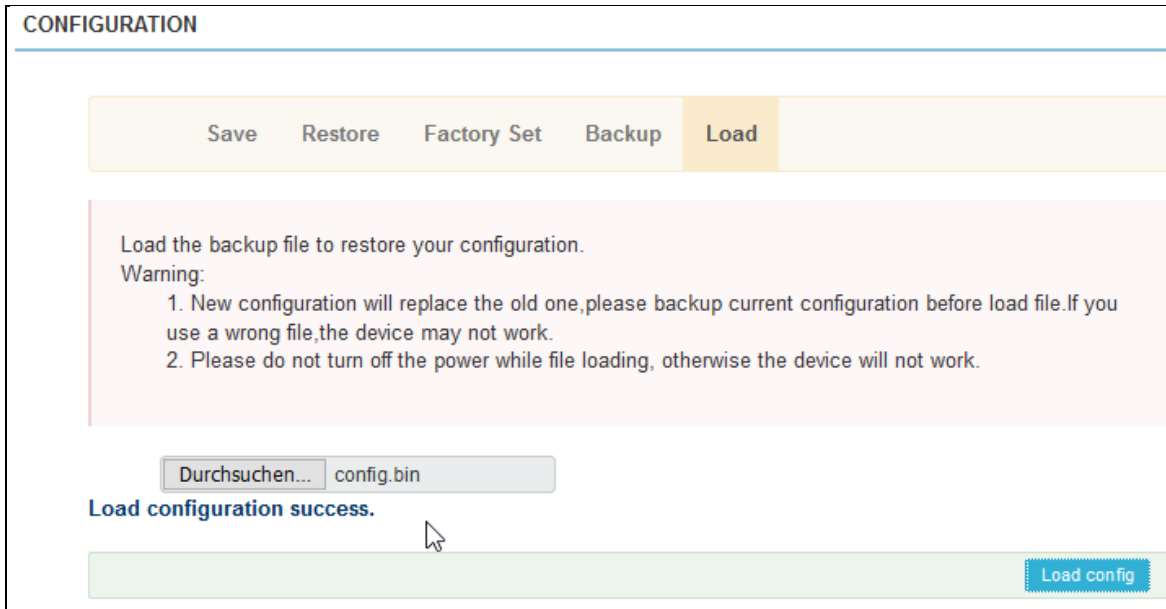 CONFIGURATION
Save Restore Factory Set Backup Load
Load the backup file to restore your configuration.
Warning:
1. New configuration will replace the old one,please backup current configuration before load file.If you
use a wrong file,the device may not work.
2. Please do not turn off the power while file loading, otherwise the device will not work.
Durchsuchen... config.bin
Load configuration success.
Load config